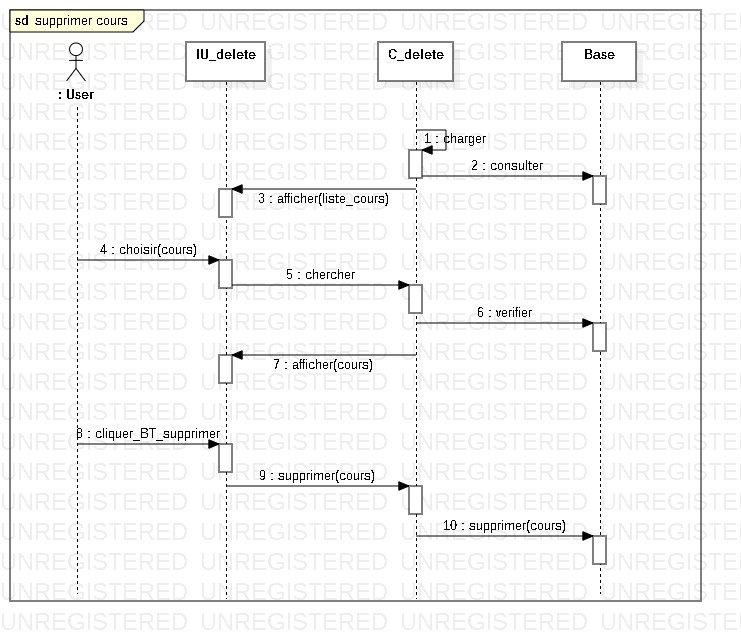 sd supprimer cours
IU_delete
C_delete
Base
: User
1 : charger
2 : consulter
3 : afficher(liste_cours)
4 : choisir(cours)
5 : chercher
6 : verifier
7 : afficher(cours)
8 : cliquer_BT_supprimer
9 : supprimer(cours)
10 : supprimer(cours)
UNREGISTERED